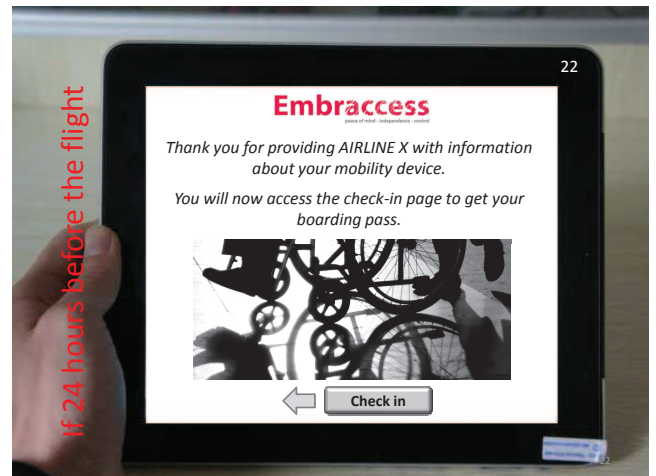 If 24 hours before the flight
22
Embraccess
peace of mind - independence - control
Thank you for providing AIRLINE X with information
about your mobility device.
You will now access the check-in page to get your
boarding pass.
Check in
22